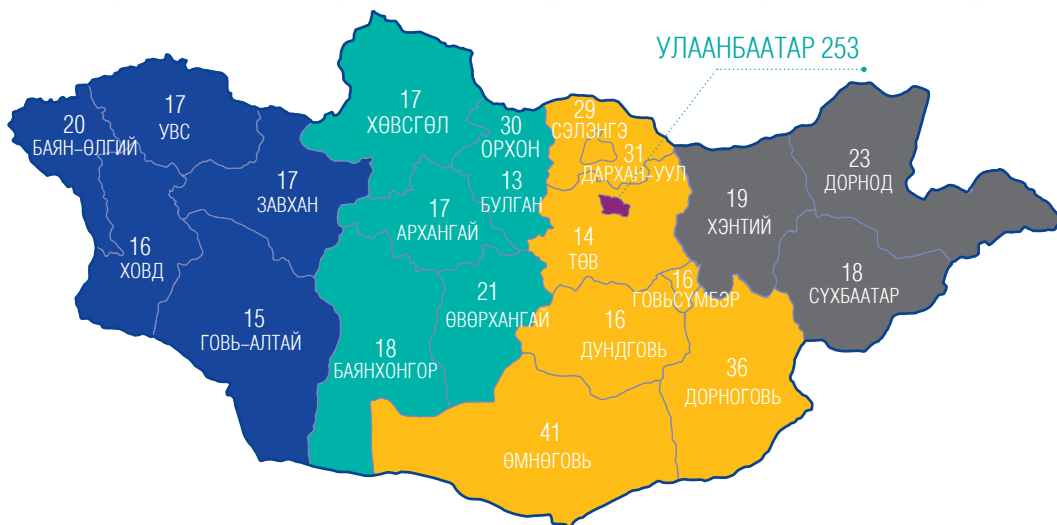 УЛААНБААТАР 253
20
БАЯН–ӨЛГИЙ
17
УВС
17
ЗАВХАН
16
ХОВД
15
ГОВЬ–АЛТАЙ
17
ХӨВСГӨЛ
30
ОРХОН
13
БУЛГАН
17
АРХАНГАЙ
21
ӨВӨРХАНГАЙ
18
БАЯНХОНГОР
29
СЭЛЭНГЭ
31
ДАРХАН–УУЛ
14
ТӨВ
16
ГОВЬСҮМБЭР
16
ДУНДГОВЬ
36
ДОРНОГОВЬ
41
ӨМНӨГОВЬ
19
ХЭНТИЙ
23
ДОРНОД
18
СҮХБААТАР